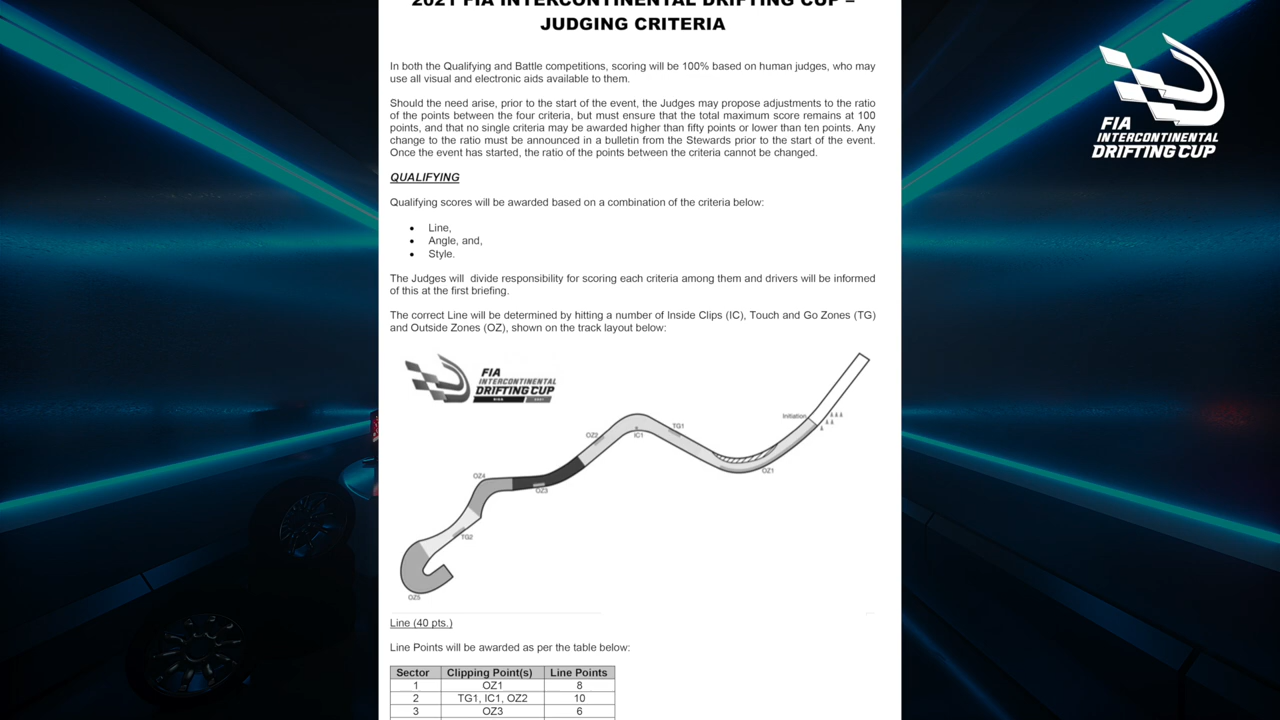 2021 FIA INTERCONTINENTAL DRIFTING CUP –
JUDGING CRITERIA
In both the Qualifying and Battle competitions, scoring will be 100% based on human judges, who may
use all visual and electronic aids available to them.
Should the need arise, prior to the start of the event, the Judges may propose adjustments to the ratio
of the points between the four criteria, but must ensure that the total maximum score remains at 100
points, and that no single criteria may be awarded higher than fifty points or lower than ten points. Any
change to the ratio must be announced in a bulletin from the Stewards prior to the start of the event.
Once the event has started, the ratio of the points between the criteria cannot be changed.
QUALIFYING
Qualifying scores will be awarded based on a combination of the criteria below:
• Line,
• Angle, and,
• Style.
The Judges will divide responsibility for scoring each criteria among them and drivers will be informed
of this at the first briefing.
The correct Line will be determined by hitting a number of Inside Clips (IC), Touch and Go Zones (TG)
and Outside Zones (OZ), shown on the track layout below:
FIA
INTERCONTINENTAL
DRIFTING CUP
RIGA 2021
Initiation
TG1
OZ2
IC1
OZ1
OZ4
OZ3
TG2
OZ5
Line (40 pts.)
Line Points will be awarded as per the table below:
Sector Clipping Point(s) Line Points
1 OZ1 8
2 TG1, IC1, OZ2 10
3 OZ3 6
FIA
INTERCONTINENTAL
DRIFTING CUP